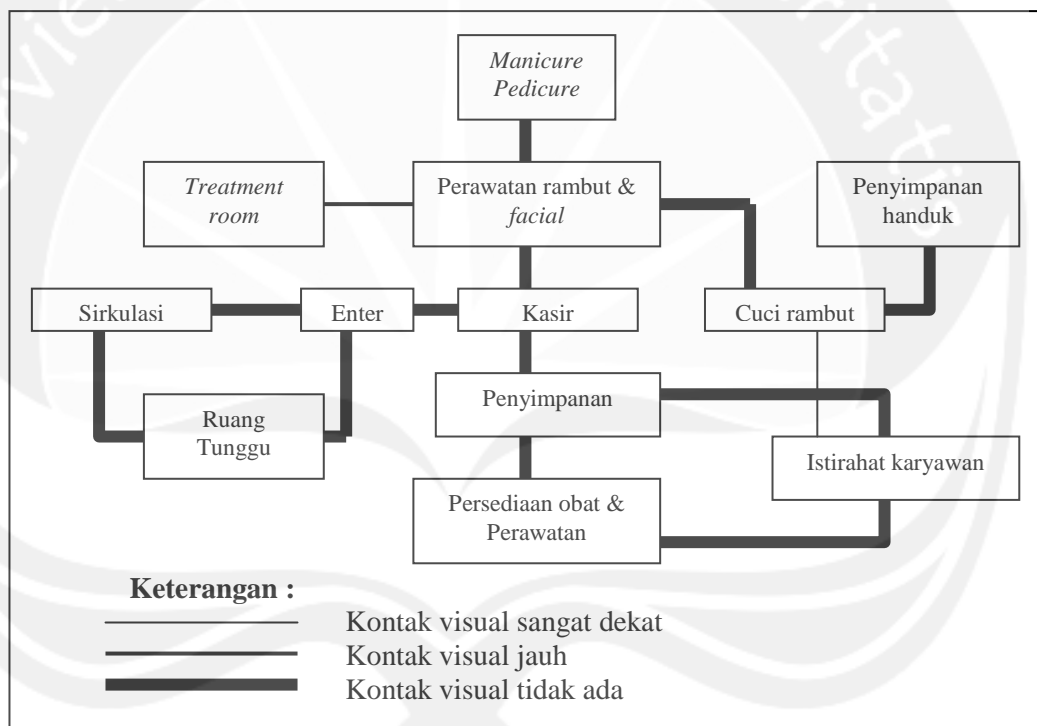 Manicure
Pedicure
Treatment
room
Perawatan rambut &
facial
Penyimpanan
handuk
Sirkulasi
Enter
Kasir
Cuci rambut
Penyimpanan
Ruang
Tunggu
Istirahat karyawan
Persediaan obat &
Perawatan
Keterangan :
Kontak visual sangat dekat
Kontak visual jauh
Kontak visual tidak ada